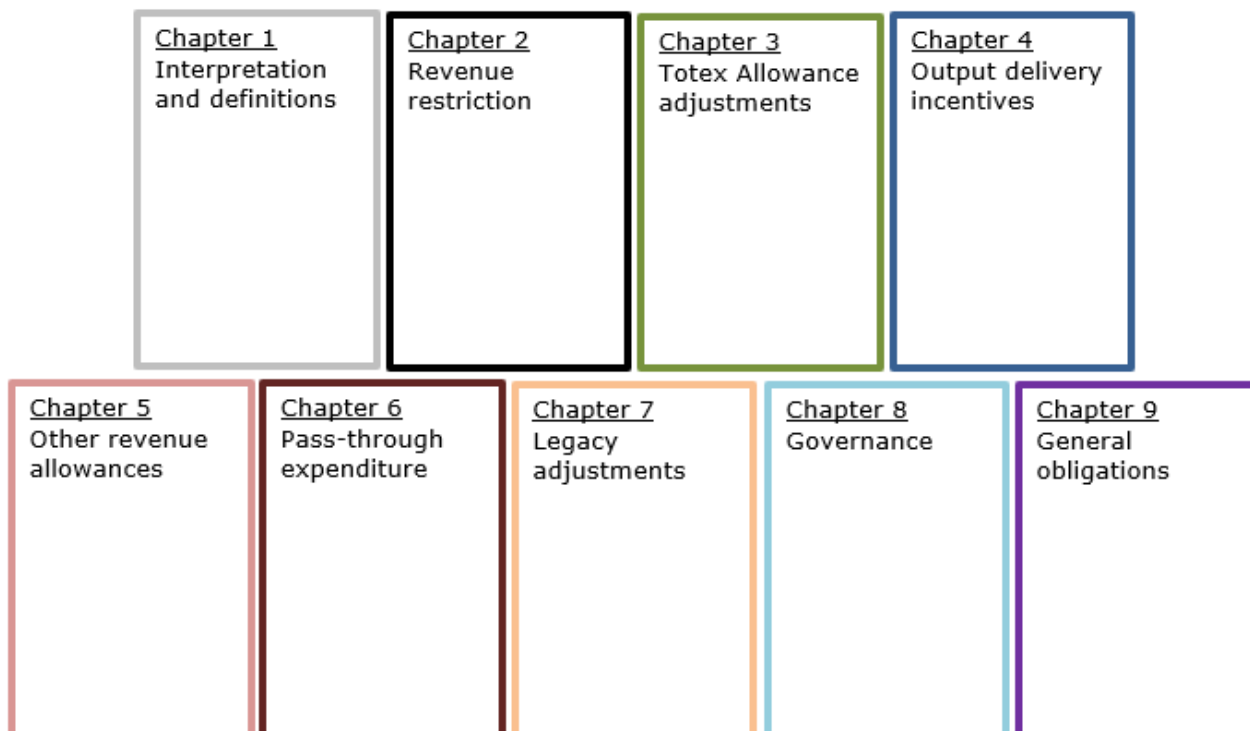 Chapter 1
Interpretation
and definitions
Chapter 2
Revenue
restriction
Chapter 3
Totex Allowance
adjustments
Chapter 4
Output delivery
incentives
Chapter 5
Other revenue
allowances
Chapter 6
Pass-through
expenditure
Chapter 7
Legacy
adjustments
Chapter 8
Governance
Chapter 9
General
obligations